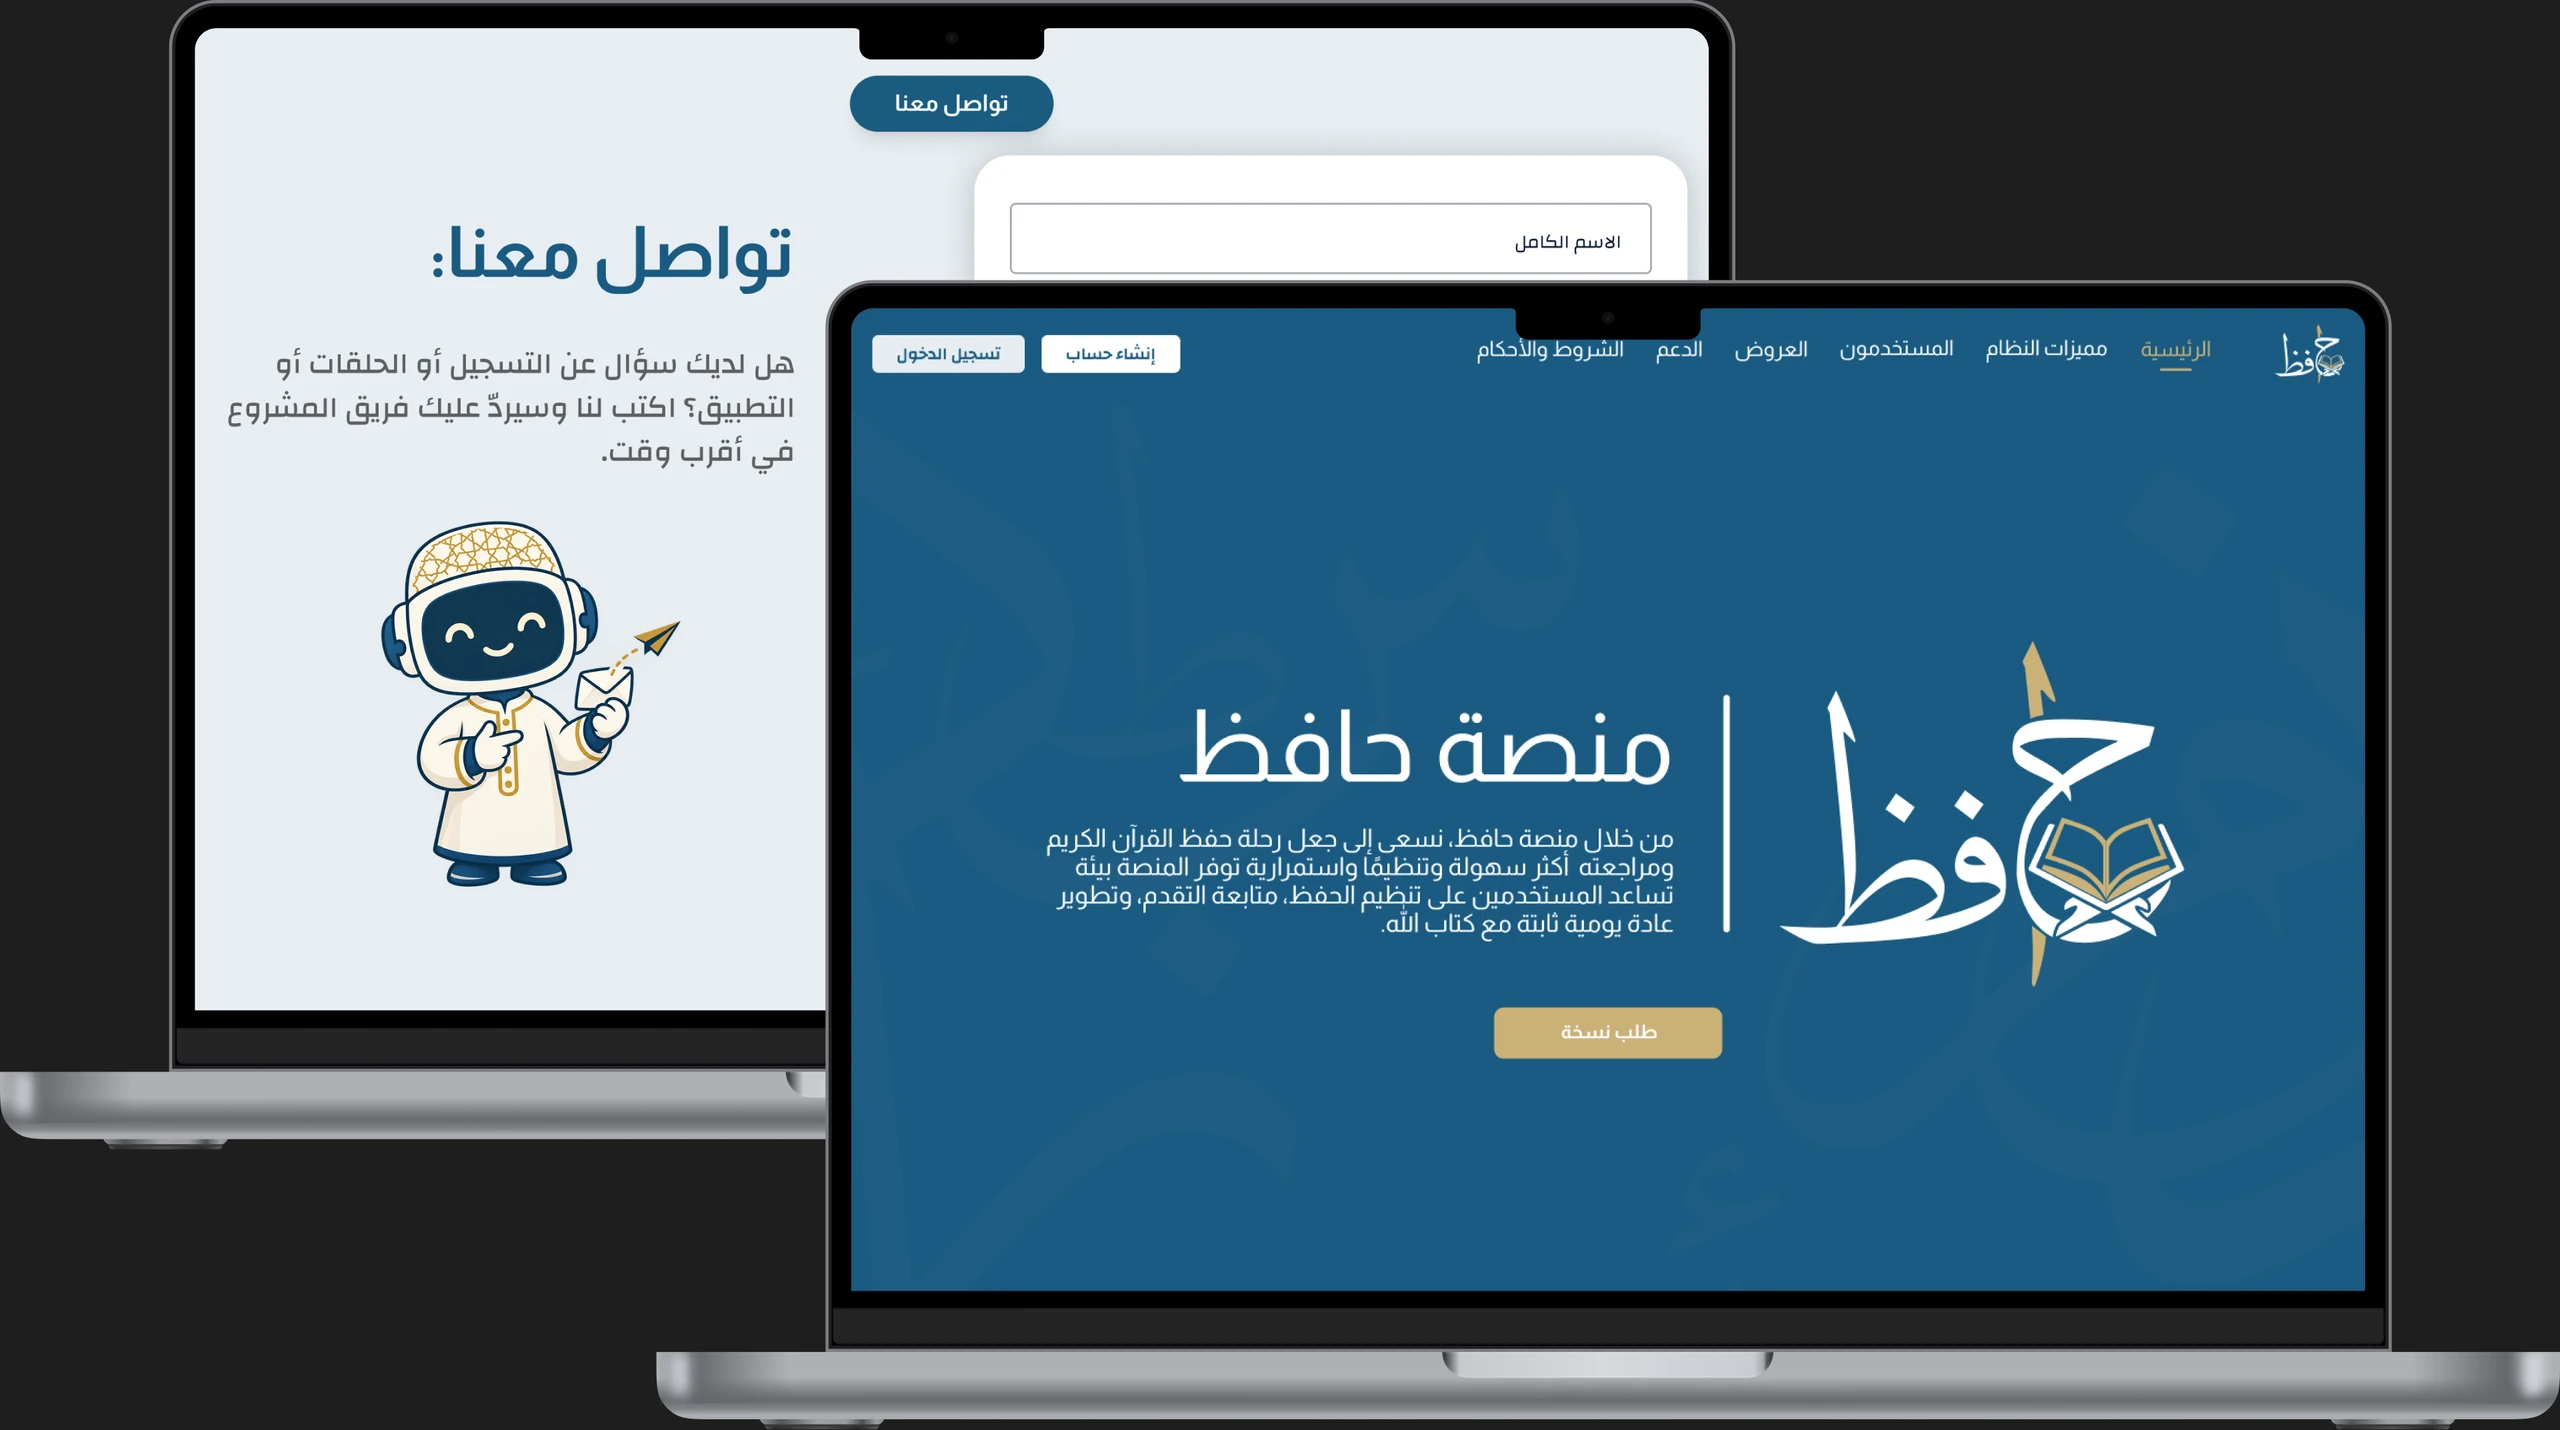 تواصل معنا
الاسم الكامل
تواصل معنا:
هل لديك سؤال عن التسجيل أو الحلقات أو
التطبيق؟ اكتب لنا وسيردّ عليك فريق المشروع
في أقرب وقت.
حافظ
الرئيسية
مميزات النظام
المستخدمون
العروض
الدعم
الشروط والأحكام
إنشاء حساب
تسجيل الدخول
حافظ
منصة حافظ
من خلال منصة حافظ، نسعى إلى جعل رحلة حفظ القرآن الكريم
ومراجعته أكثر سهولة وتنظيمًا واستمرارية توفر المنصة بيئة
تساعد المستخدمين على تنظيم الحفظ، متابعة التقدم، وتطوير
عادة يومية ثابتة مع كتاب الله.
طلب نسخة